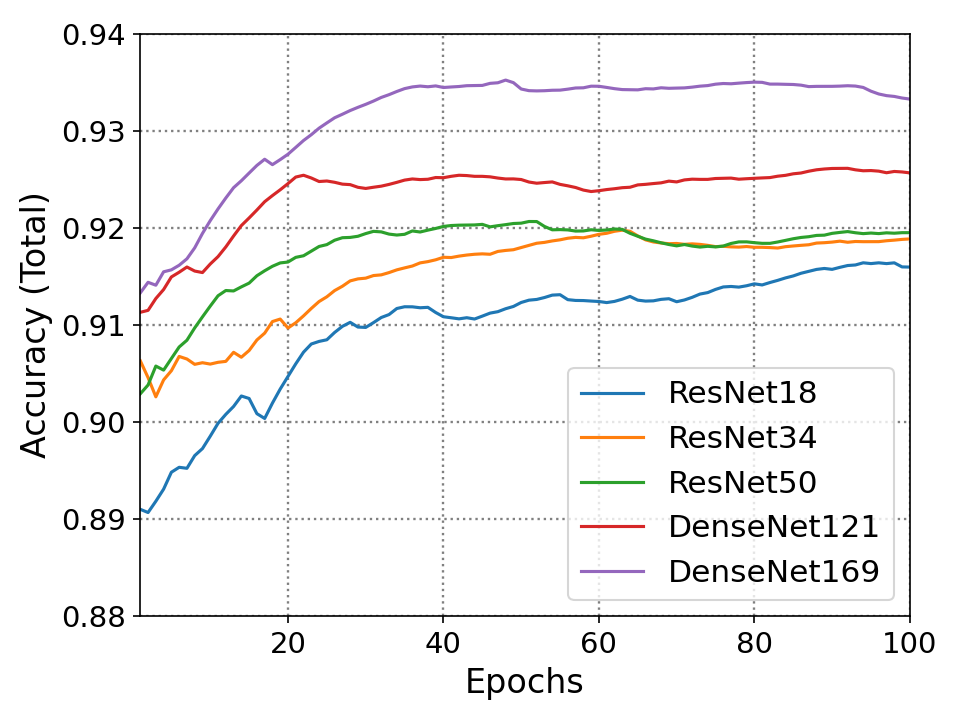 0.94
0.93
0.92
0.91
0.90
0.89
0.88
Accuracy (Total)
20
40
60
80
100
Epochs
ResNet18
ResNet34
ResNet50
DenseNet121
DenseNet169